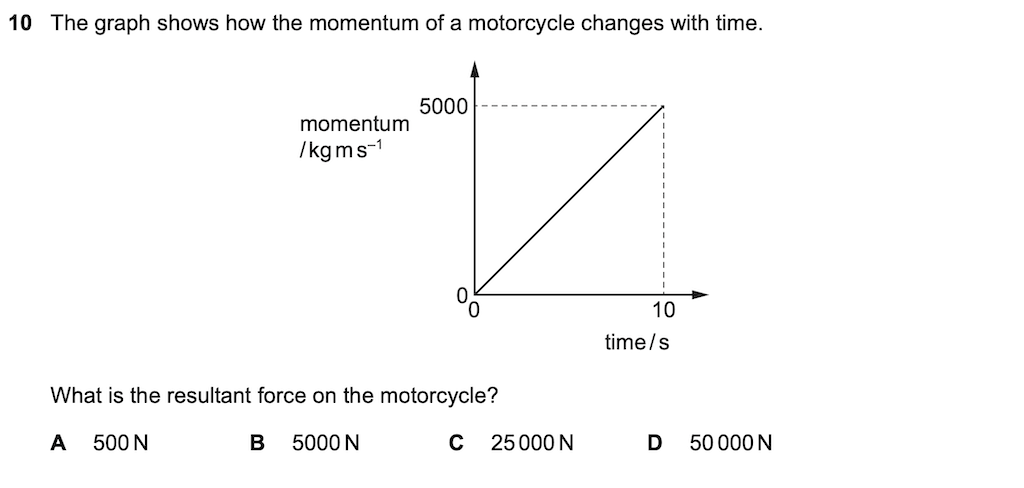 10 The graph shows how the momentum of a motorcycle changes with time.
5000
momentum
/kg m s⁻¹
0
0
10
time/s
What is the resultant force on the motorcycle?
A 500 N B 5000 N C 25 000 N D 50 000 N